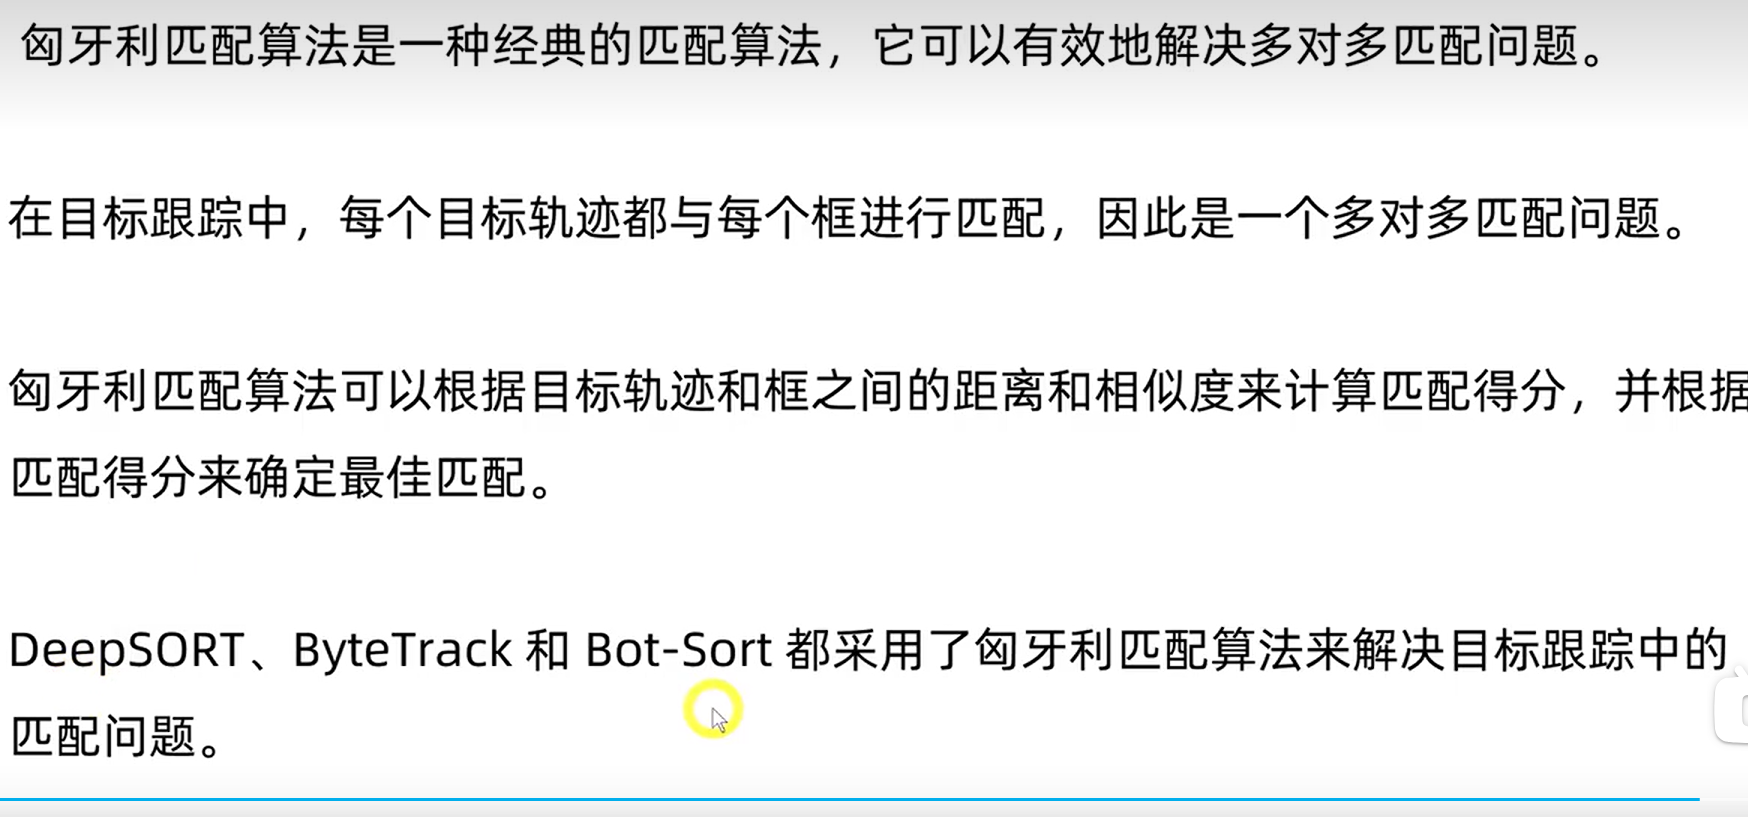 匈牙利匹配算法是一种经典的匹配算法，它可以有效地解决多对多匹配问题。
在目标跟踪中，每个目标轨迹都与每个框进行匹配，因此是一个多对多匹配问题。
匈牙利匹配算法可以根据目标轨迹和框之间的距离和相似度来计算匹配得分，并根据
匹配得分来确定最佳匹配。
DeepSORT、ByteTrack 和 Bot-Sort 都采用了匈牙利匹配算法来解决目标跟踪中的
匹配问题。